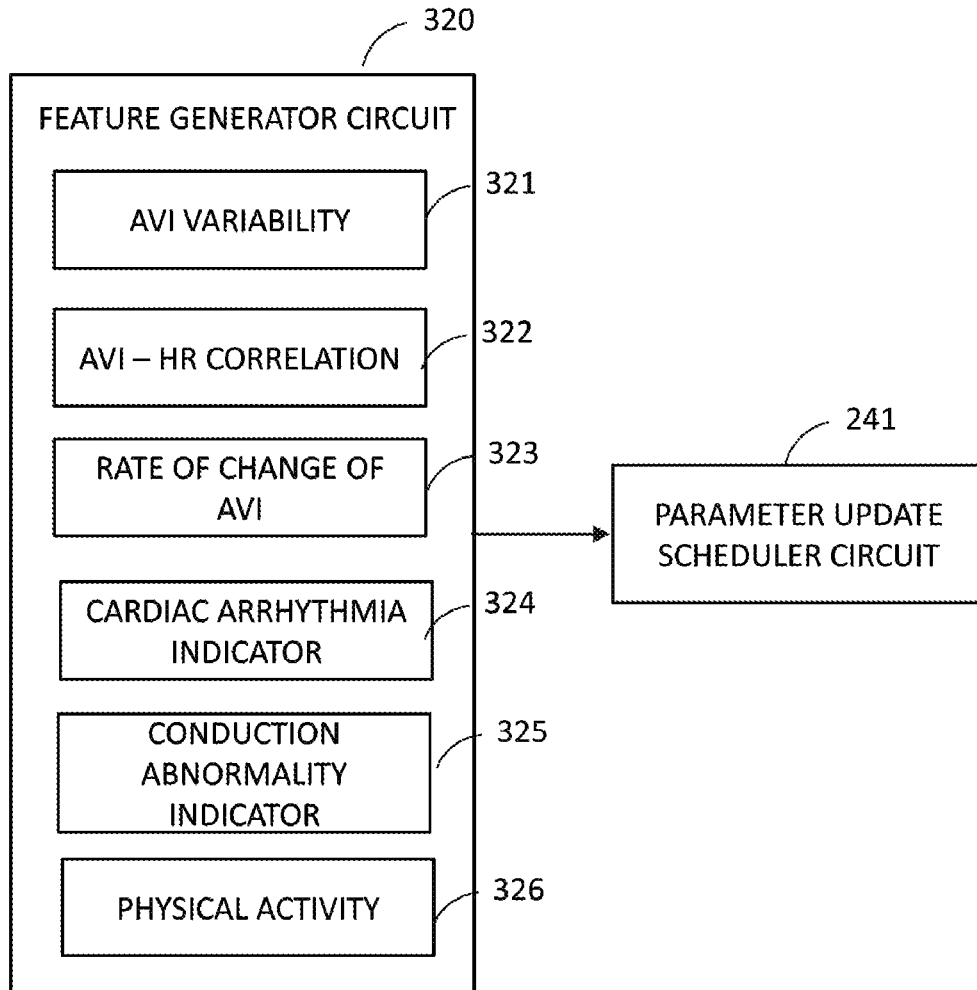 320
FEATURE GENERATOR CIRCUIT
321
AVI VARIABILITY
322
AVI – HR CORRELATION
323
RATE OF CHANGE OF
AVI
324
CARDIAC ARRHYTHMIA
INDICATOR
325
CONDUCTION
ABNORMALITY
INDICATOR
326
PHYSICAL ACTIVITY
241
PARAMETER UPDATE
SCHEDULER CIRCUIT